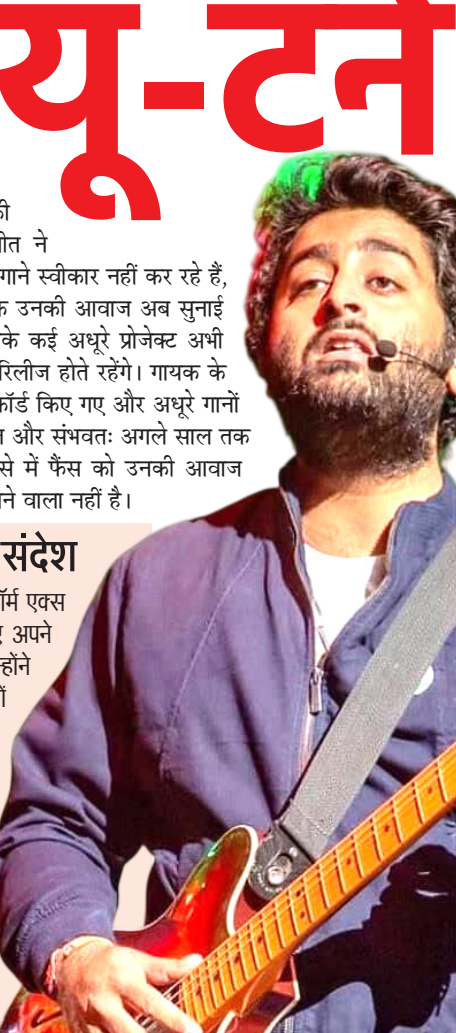 यू-टर्न
की
ीत ने
गाने स्वीकार नहीं कर रहे हैं,
उनकी आवाज अब सुनाई
के कई अधूरे प्रोजेक्ट अभी
रिलीज होते रहेंगे। गायक के
कॉर्ड किए गए और अधूरे गानों
और संभवतः अगले साल तक
से में फैंस को उनकी आवाज
ने वाला नहीं है।
संदेश
ॉर्म एक्स
अपने
न्होंने